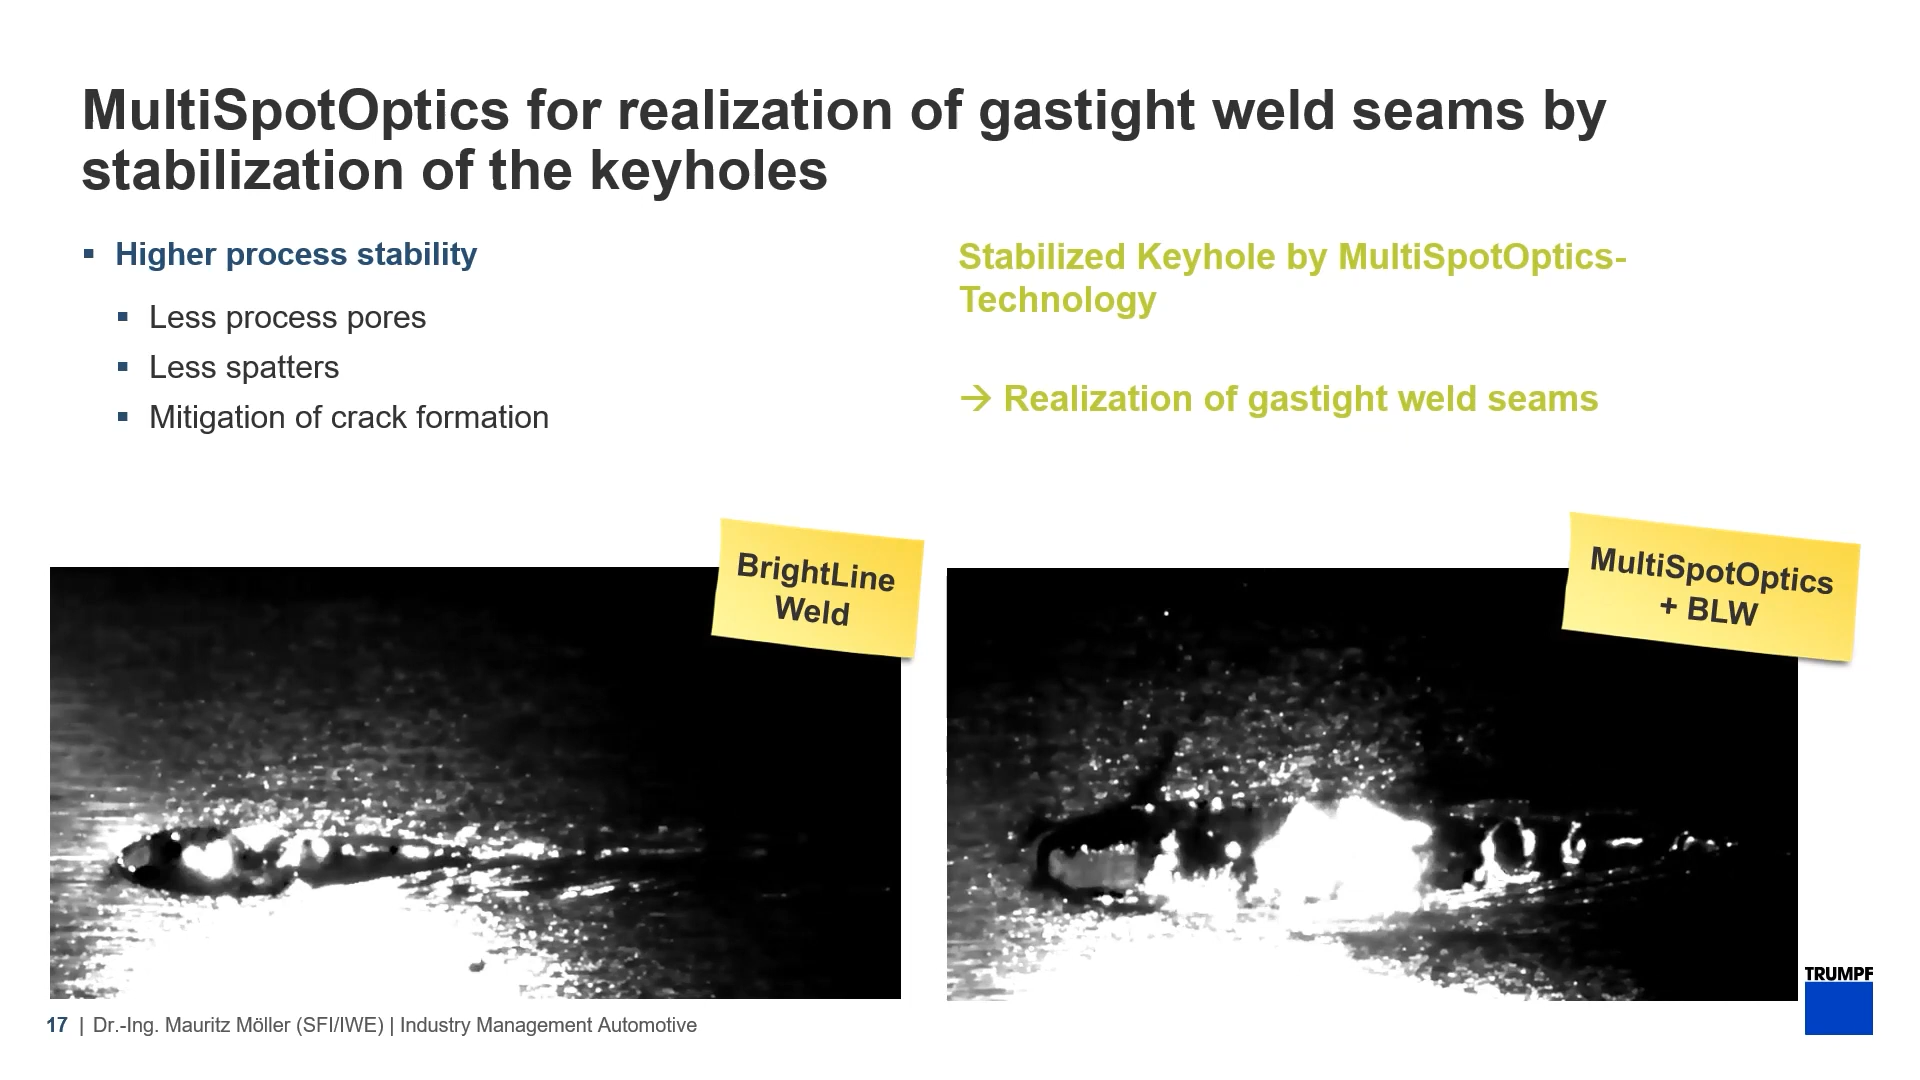 MultiSpotOptics for realization of gastight weld seams by
stabilization of the keyholes
▪ Higher process stability
▪ Less process pores
▪ Less spatters
▪ Mitigation of crack formation
Stabilized Keyhole by MultiSpotOptics-
Technology
→ Realization of gastight weld seams
BrightLine
Weld
MultiSpotOptics
+ BLW
TRUMPF
17 | Dr.-Ing. Mauritz Möller (SFI/IWE) | Industry Management Automotive